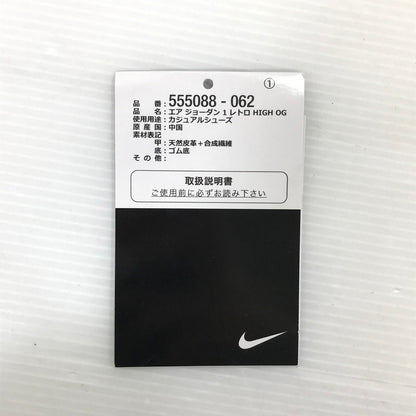 ①
品 番 : 555088 - 062
品 名 : エア ジョーダン 1 レトロ HIGH OG
使用用途 : カジュアルシューズ
原 産 国 : 中国
素材表記
甲 : 天然皮革＋合成繊維
底 : ゴム底
そ の 他 :
取扱説明書
ご使用前に必ずお読み下さい